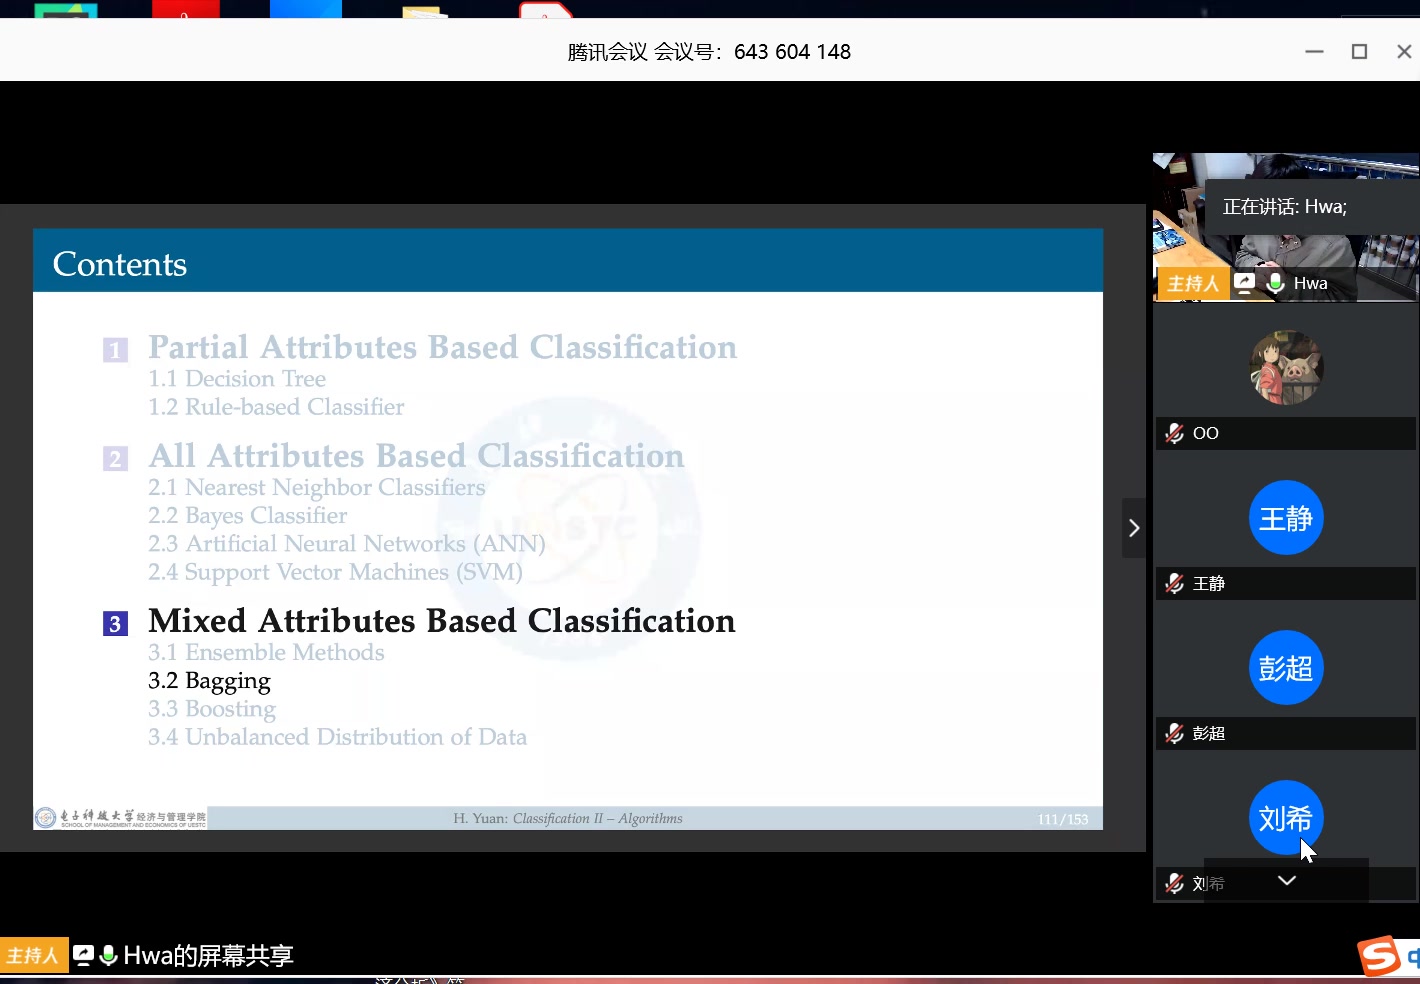 腾讯会议 会议号：643 604 148
正在讲话: Hwa;
主持人 Hwa
Contents
1 Partial Attributes Based Classification
1.1 Decision Tree
1.2 Rule-based Classifier
2 All Attributes Based Classification
2.1 Nearest Neighbor Classifiers
2.2 Bayes Classifier
2.3 Artificial Neural Networks (ANN)
2.4 Support Vector Machines (SVM)
3 Mixed Attributes Based Classification
3.1 Ensemble Methods
3.2 Bagging
3.3 Boosting
3.4 Unbalanced Distribution of Data
电子科技大学 经济与管理学院
SCHOOL OF MANAGEMENT AND ECONOMICS OF UESTC
H. Yuan: Classification II – Algorithms
111/153
OO
王静
王静
彭超
彭超
刘希
刘希
主持人 Hwa的屏幕共享